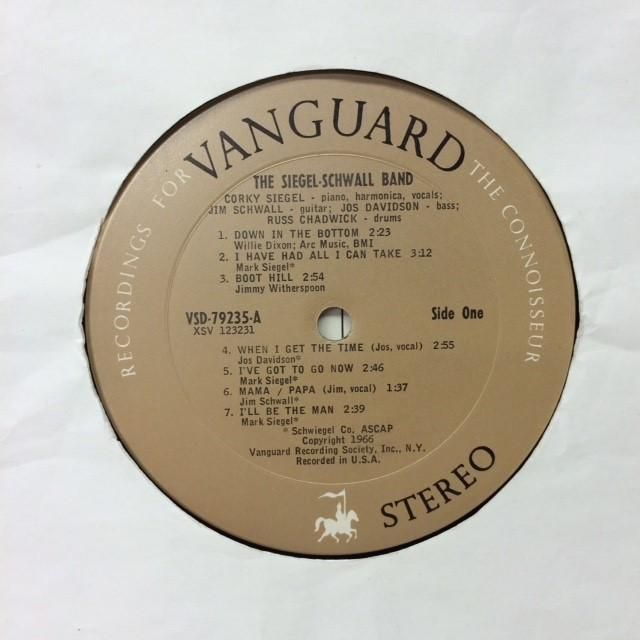 RECORDINGS FOR VANGUARD THE CONNOISSEUR
THE SIEGEL-SCHWALL BAND
CORKY SIEGEL - piano, harmonica, vocals;
JIM SCHWALL - guitar; JOS DAVIDSON - bass;
RUSS CHADWICK - drums
1. DOWN IN THE BOTTOM 2:23
Willie Dixon; Arc Music, BMI
2. I HAVE HAD ALL I CAN TAKE 3:12
Mark Siegel*
3. BOOT HILL 2:54
Jimmy Witherspoon
VSD-79235-A Side One
XSV 123231
4. WHEN I GET THE TIME (Jos, vocal) 2:55
Jos Davidson*
5. I'VE GOT TO GO NOW 2:46
Mark Siegel*
6. MAMA / PAPA (Jim, vocal) 1:37
Jim Schwall*
7. I'LL BE THE MAN 2:39
Mark Siegel*
* Schwiegel Co, ASCAP
Copyright 1966
Vanguard Recording Society, Inc., N.Y.
Recorded in U.S.A.
STEREO